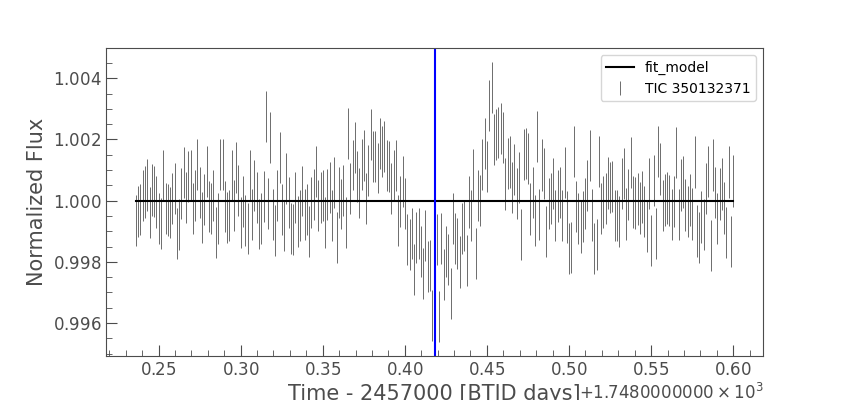 fit_model
TIC 350132371
1.004
1.002
1.000
0.998
0.996
Normalized Flux
0.25 0.30 0.35 0.40 0.45 0.50 0.55 0.60
Time - 2457000 [BTJD days]
+1.7480000000 × 10³